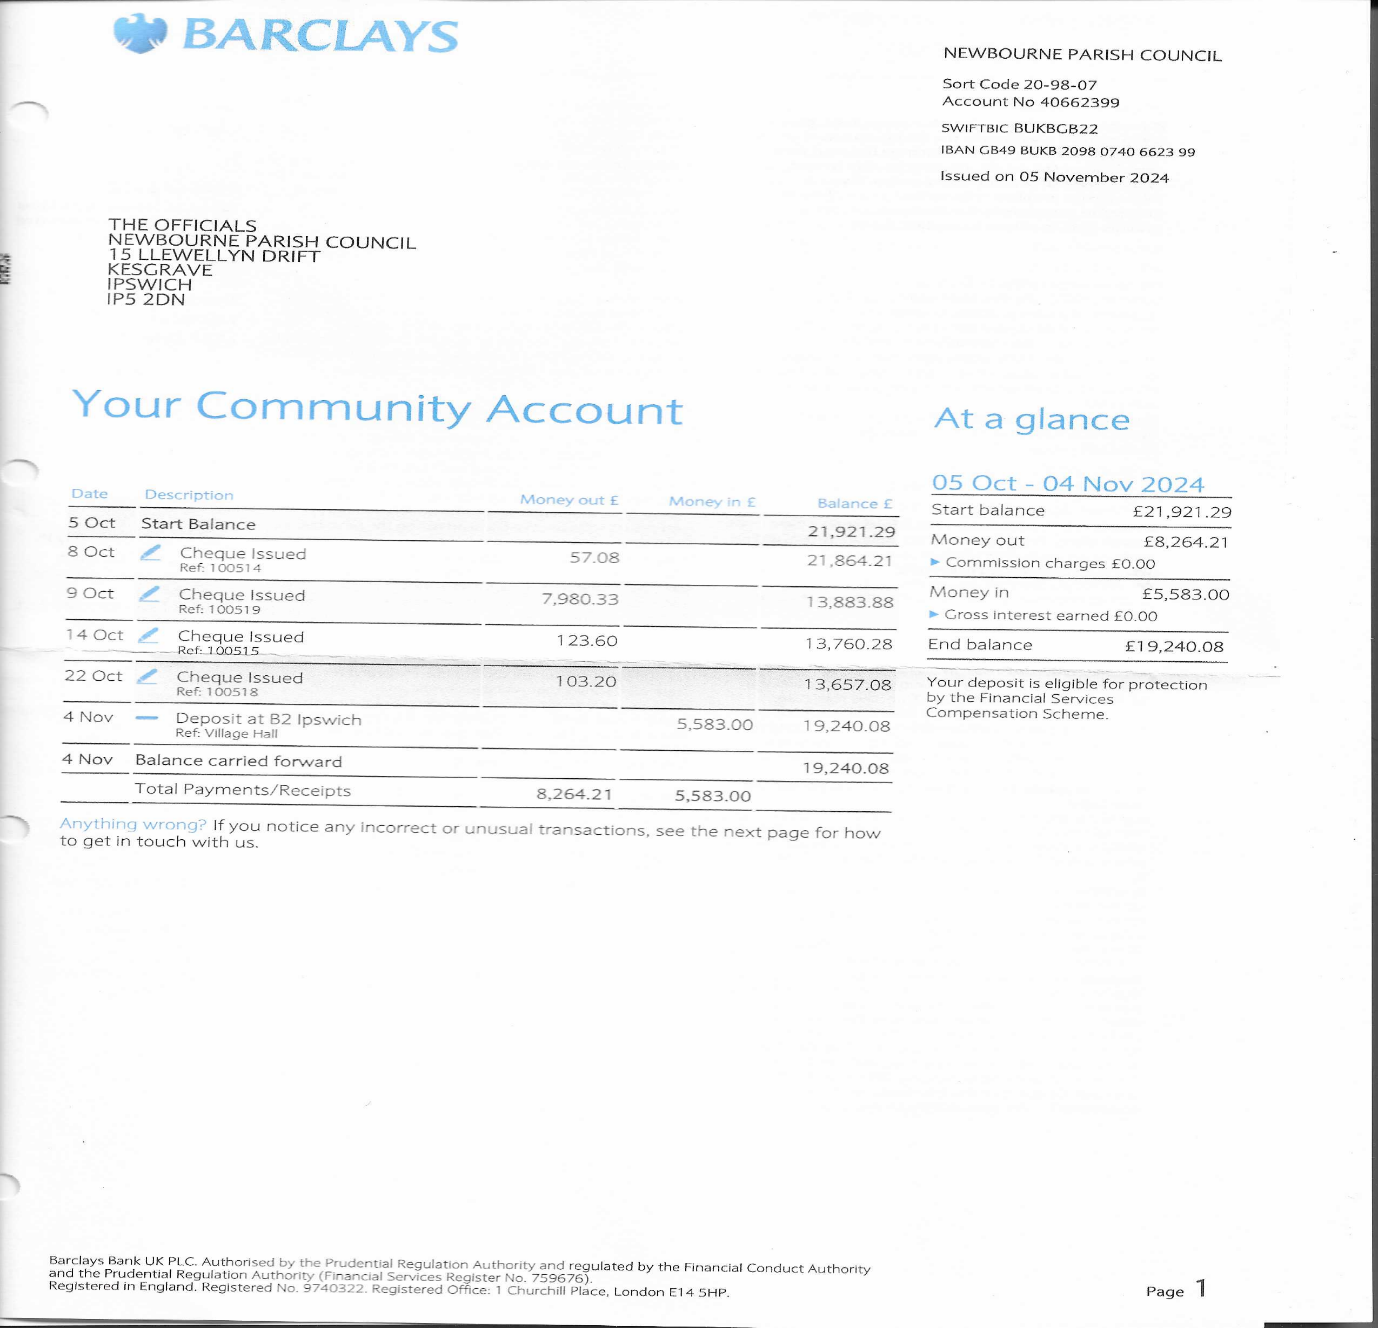 BARCLAYS
NEWBOURNE PARISH COUNCIL
Sort Code 20-98-07
Account No 40662399
SWIFTBIC BUKBGB22
IBAN GB49 BUKB 2098 0740 6623 99
Issued on 05 November 2024
THE OFFICIALS
NEWBOURNE PARISH COUNCIL
15 LLEWELLYN DRIFT
KESGRAVE
IPSWICH
IP5 2DN
Your Community Account
Date Description Money out £ Money in £ Balance £
5 Oct Start Balance 21,921.29
8 Oct Cheque Issued 57.08 21,864.21
Ref: 100514
9 Oct Cheque Issued 7,980.33 13,883.88
Ref: 100519
14 Oct Cheque Issued 123.60 13,760.28
Ref: 100515
22 Oct Cheque Issued 103.20 13,657.08
Ref: 100518
4 Nov Deposit at B2 Ipswich 5,583.00 19,240.08
Ref: Village Hall
4 Nov Balance carried forward 19,240.08
Total Payments/Receipts 8,264.21 5,583.00
Anything wrong? If you notice any incorrect or unusual transactions, see the next page for how
to get in touch with us.
At a glance
05 Oct - 04 Nov 2024
Start balance £21,921.29
Money out £8,264.21
► Commission charges £0.00
Money in £5,583.00
► Gross interest earned £0.00
End balance £19,240.08
Your deposit is eligible for protection
by the Financial Services
Compensation Scheme.
Barclays Bank UK PLC. Authorised by the Prudential Regulation Authority and regulated by the Financial Conduct Authority
and the Prudential Regulation Authority (Financial Services Register No. 759676).
Registered in England. Registered No. 9740322. Registered Office: 1 Churchill Place, London E14 5HP.
Page 1